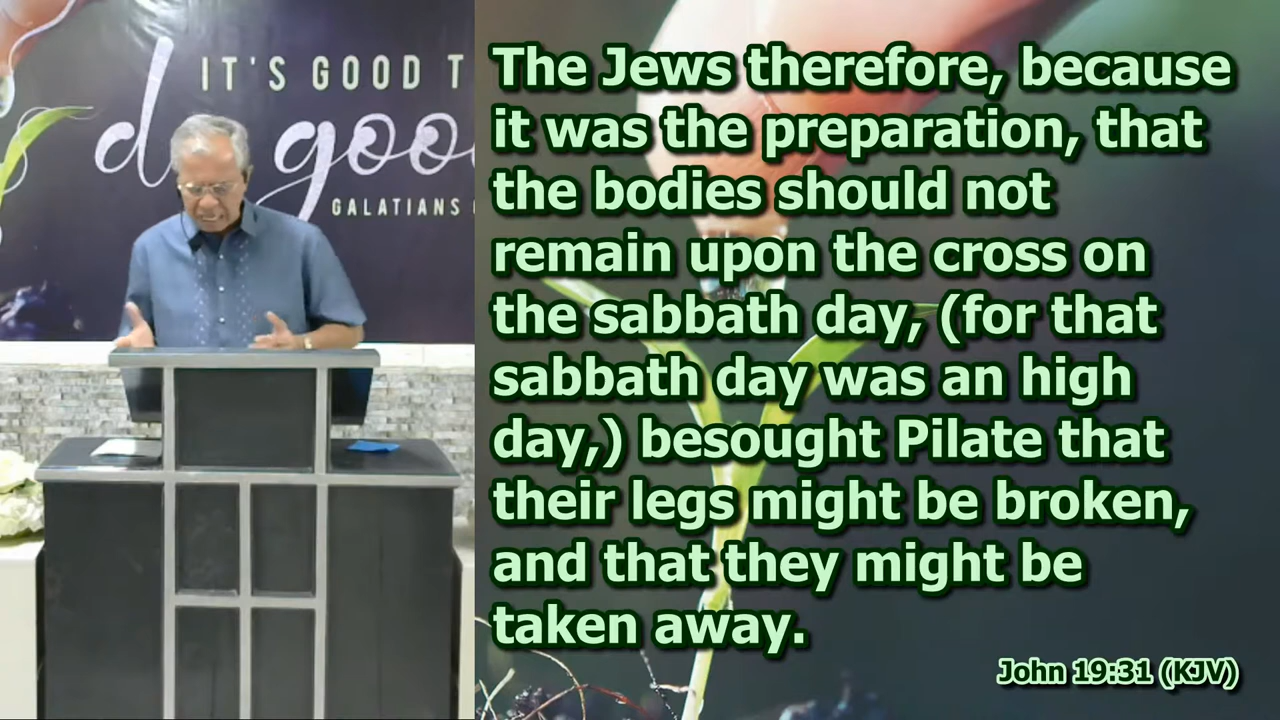 IT'S GOOD T
do good
GALATIANS
The Jews therefore, because
it was the preparation, that
the bodies should not
remain upon the cross on
the sabbath day, (for that
sabbath day was an high
day,) besought Pilate that
their legs might be broken,
and that they might be
taken away.
John 19:31 (KJV)